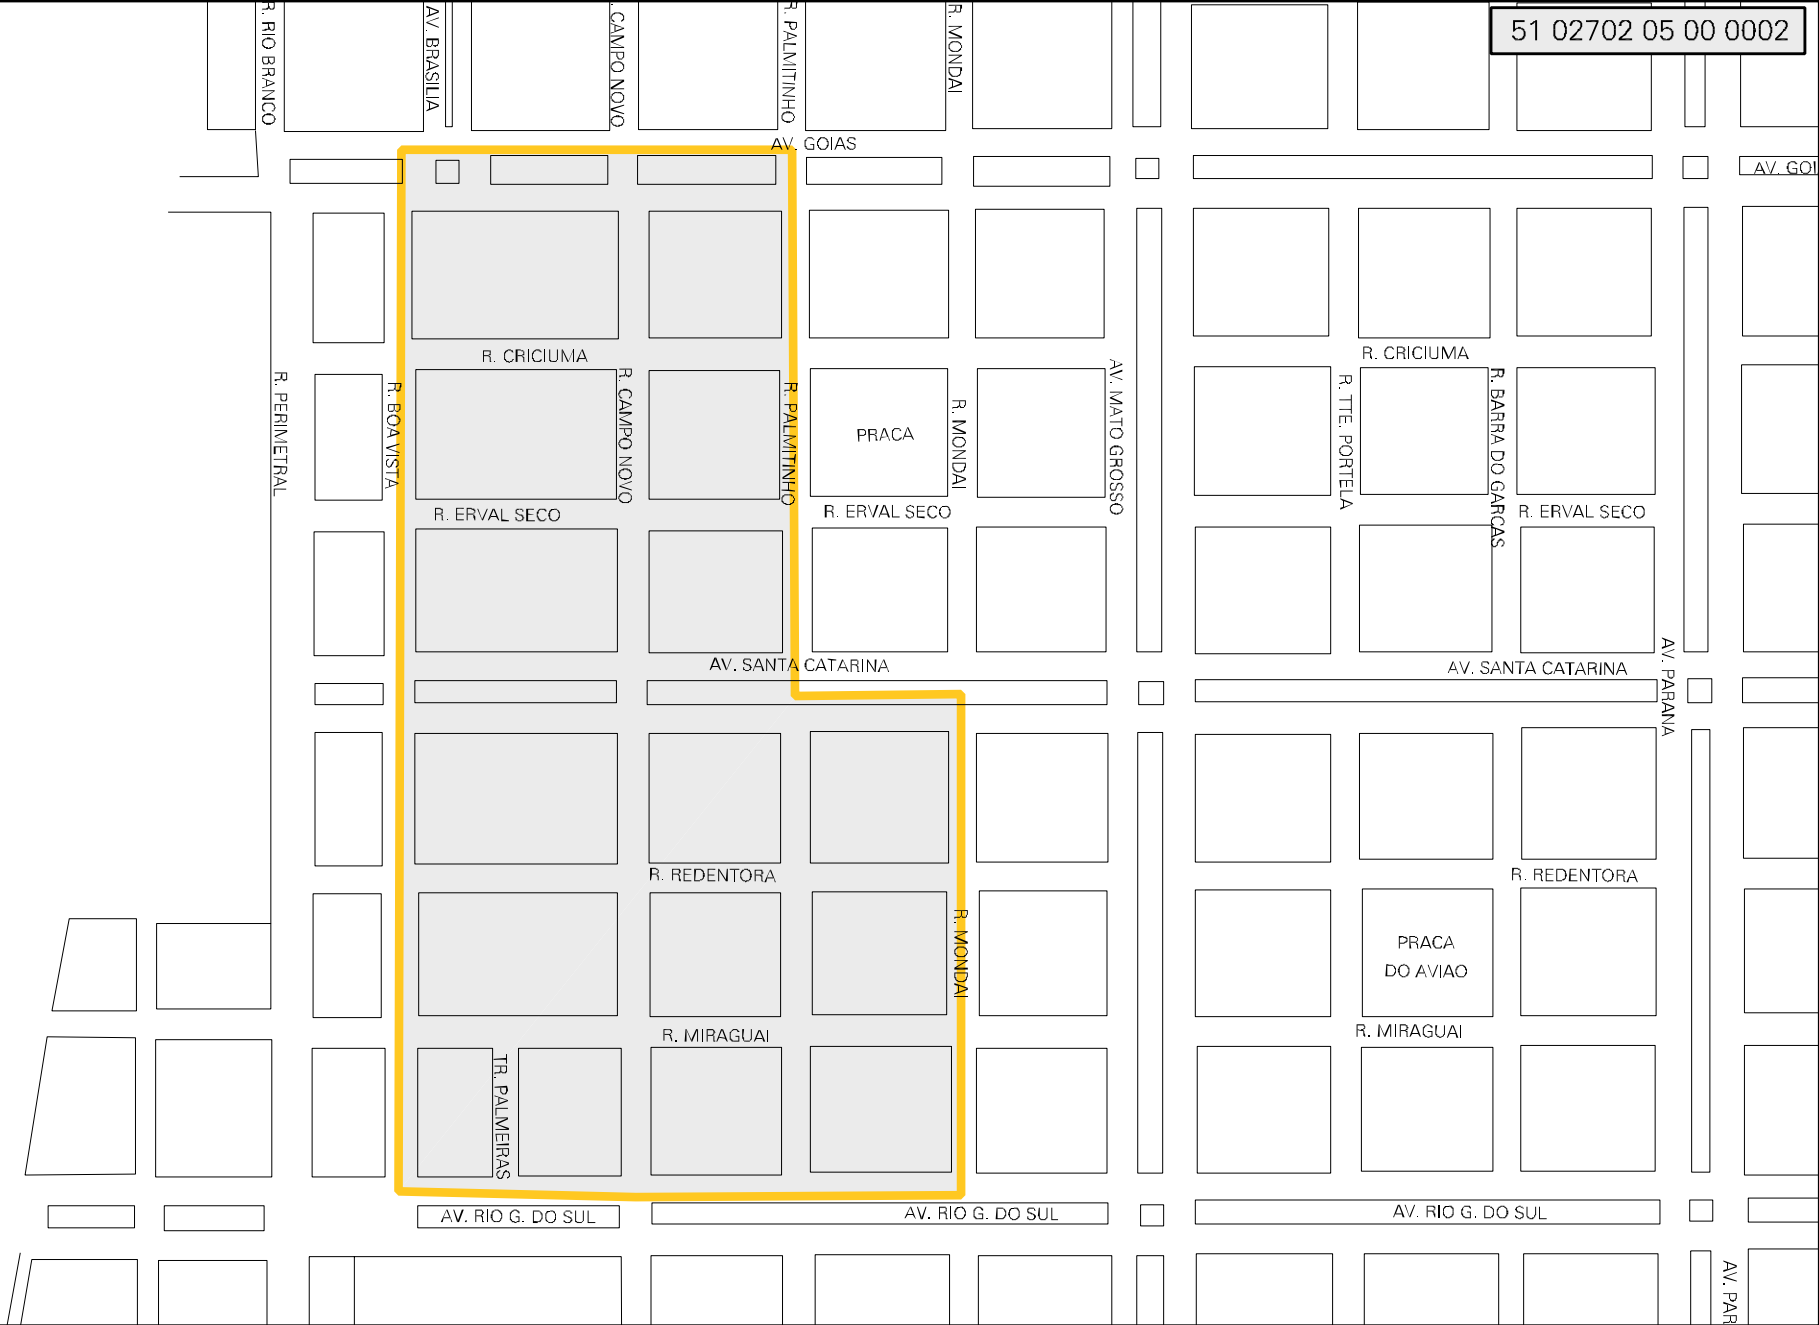 R. RIO BRANCO
AV. BRASILIA
CAMPO NOVO
R. PALMITINHO
R. MONDAI
51 02702 05 00 0002
AV. GOIAS
AV. GOI
R. CRICIUMA
R. CRICIUMA
R. PERIMETRAL
R. BOA VISTA
R. CAMPO NOVO
R. PALMITINHO
PRACA
R. MONDAI
AV. MATO GROSSO
R. TTE. PORTELA
R. BARRA DO GARCAS
R. ERVAL SECO
R. ERVAL SECO
R. ERVAL SECO
AV. SANTA CATARINA
AV. SANTA CATARINA
AV. PARANA
R. REDENTORA
R. REDENTORA
R. MONDAI
PRACA
DO AVIAO
R. MIRAGUAI
R. MIRAGUAI
TR. PALMEIRAS
AV. RIO G. DO SUL
AV. RIO G. DO SUL
AV. RIO G. DO SUL
AV. PAR